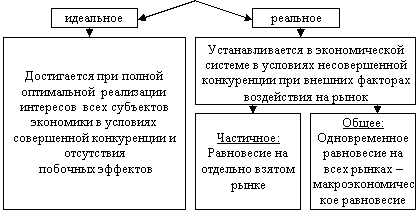 идеальное
реальное
Достигается при полной
оптимальной реализации
интересов всех субъектов
экономики в условиях
совершенной конкуренции и
отсутствия
побочных эффектов
Устанавливается в экономической
системе в условиях несовершенной
конкуренции при внешних факторах
воздействия на рынок
Частичное:
Равновесие на
отдельно взятом
рынке
Общее:
Одновременное
равновесие на
всех рынках –
макроэкономичес
кое равновесие